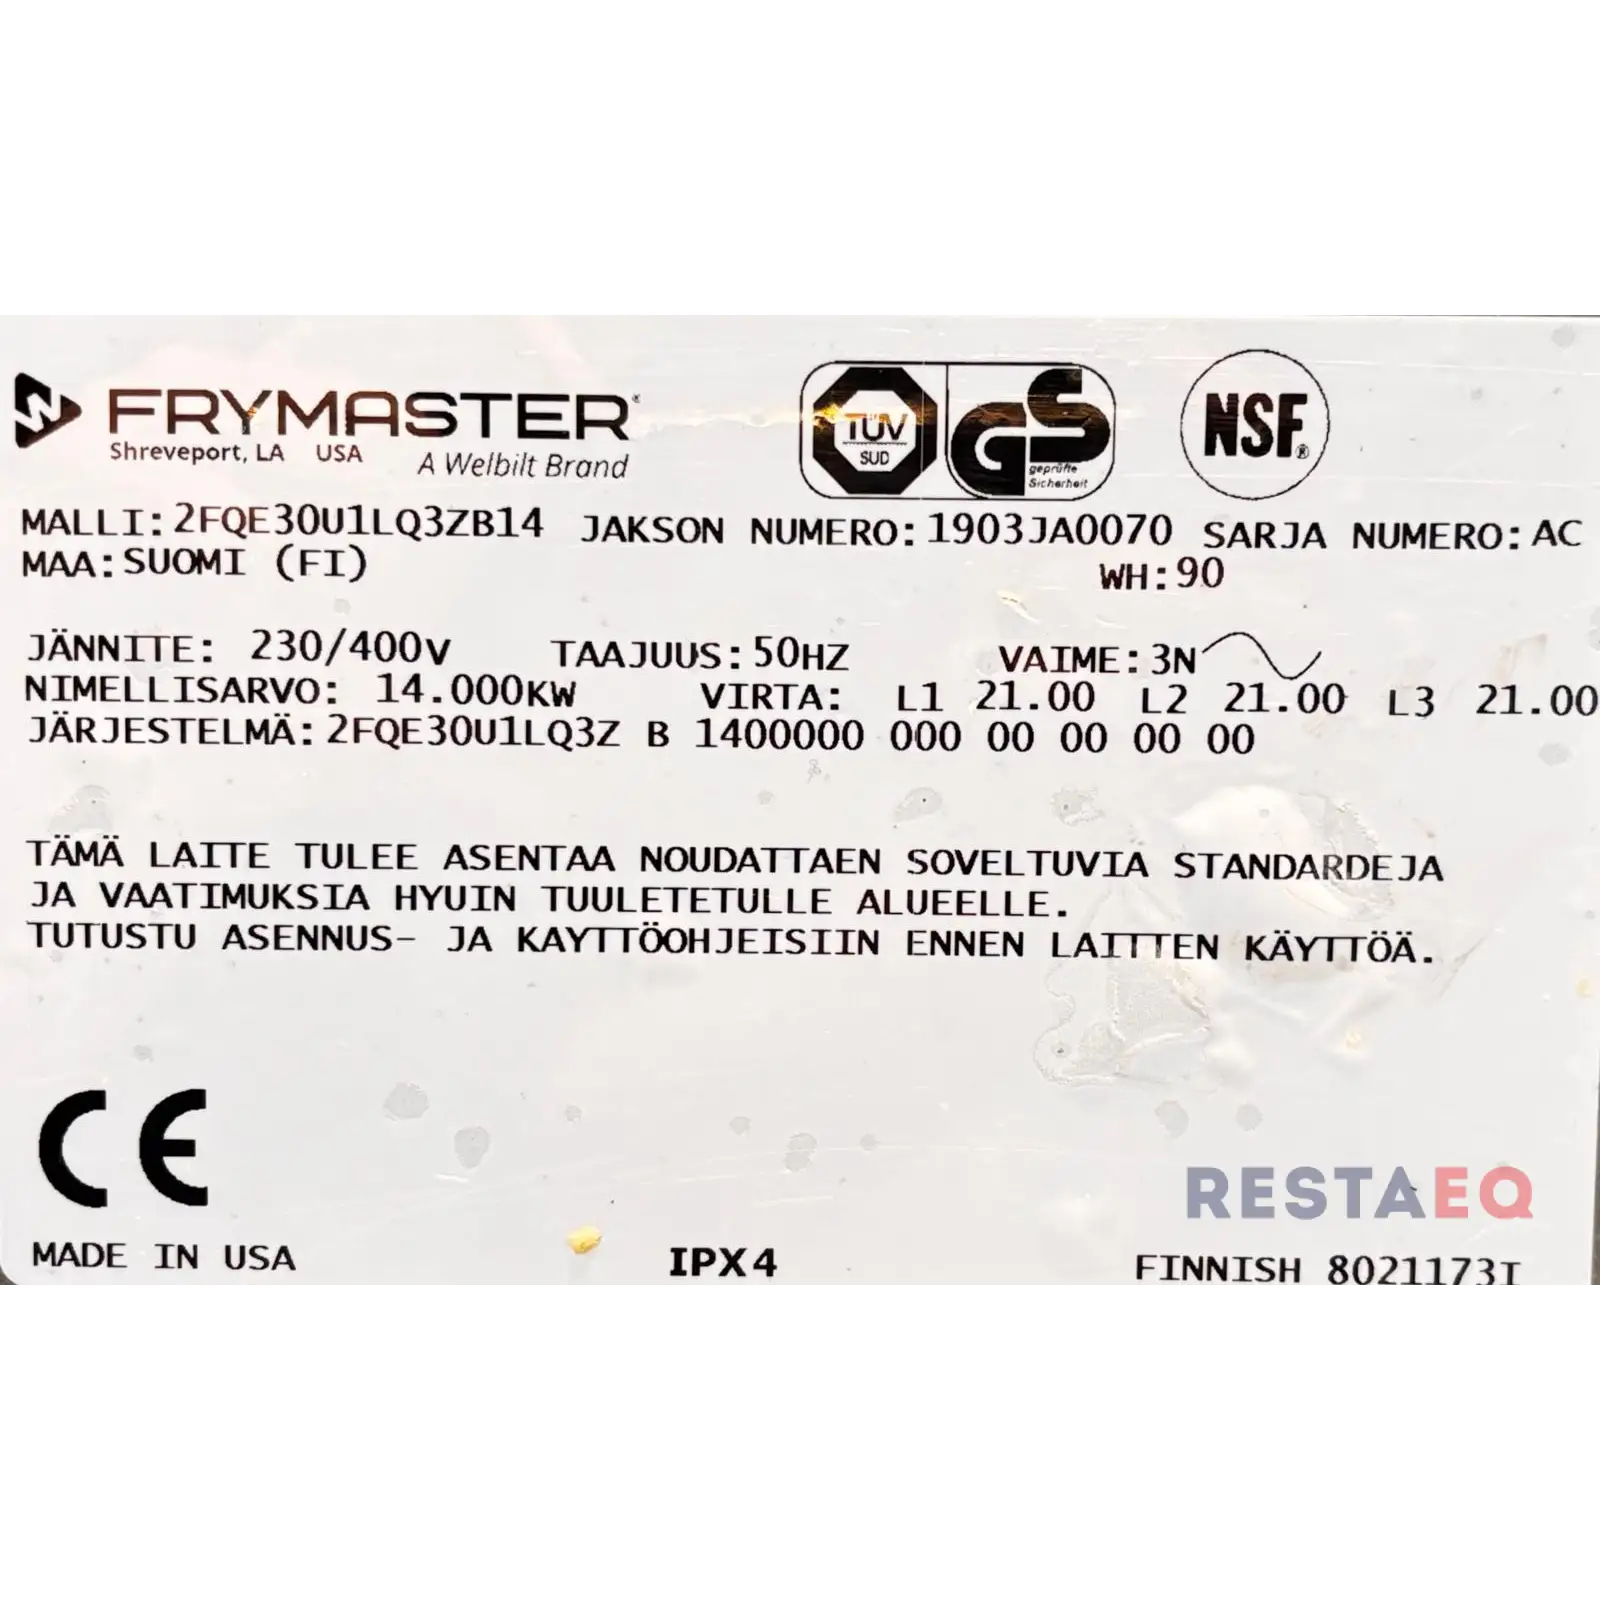 FRYMASTER
Shreveport, LA USA A Welbilt Brand
TÜV
SUD
GS
geprüfte
Sicherheit
NSF®
MALLI: 2FQE30U1LQ3ZB14 JAKSON NUMERO: 1903JA0070 SARJA NUMERO: AC
MAA: SUOMI (FI) WH: 90
JÄNNITE: 230/400V TAAJUUS: 50HZ VAIME: 3N
NIMELLISARVO: 14.000KW VIRTA: L1 21.00 L2 21.00 L3 21.00
JÄRJESTELMÄ: 2FQE30U1LQ3Z B 1400000 000 00 00 00 00
TÄMÄ LAITE TULEE ASENTAA NOUDATTAEN SOVELTUVIA STANDARDEJA
JA VAATIMUKSIA HYUIN TUULETETULLE ALUEELLE.
TUTUSTU ASENNUS- JA KAYTTÖOHJEISIIN ENNEN LAITTEN KÄYTTÖÄ.
CE
RESTAEQ
MADE IN USA IPX4 FINNISH 8021173I